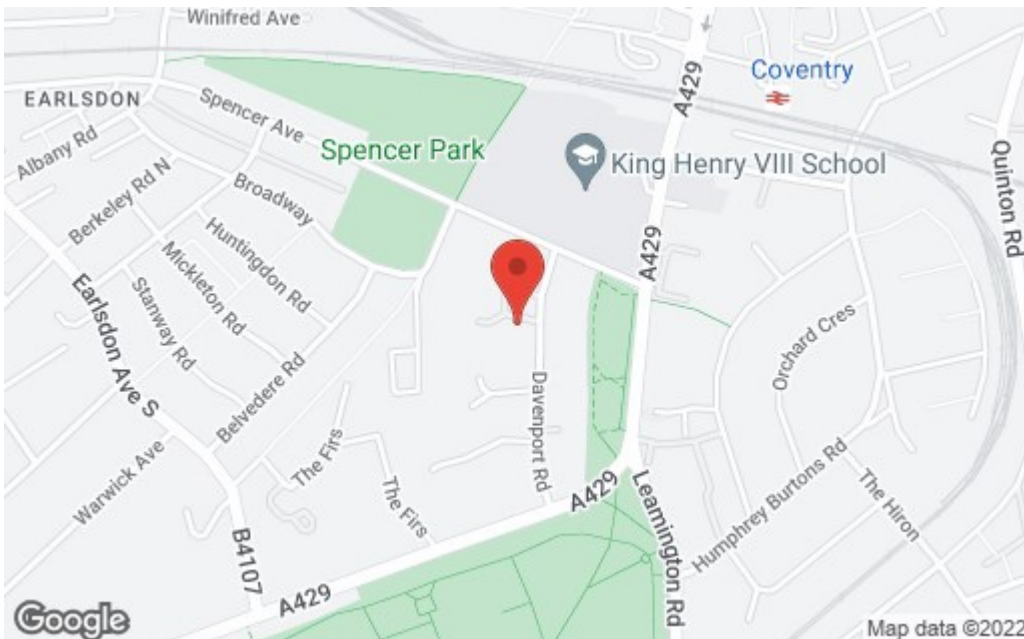 Winifred Ave
Coventry
A429
EARLSDON
Spencer Ave
Albany Rd
Spencer Park
King Henry VIII School
Quinton Rd
Broadway
Berkeley Rd N
Huntingdon Rd
Mickleton Rd
A429
Earlsdon Ave S
Stanway Rd
Orchard Cres
Belvedere Rd
Davenport Rd
Warwick Ave
The Firs
The Firs
A429
Leamington Rd
Humphrey Burtons Rd
The Hiron
B4107
A429
Google
Map data ©2022